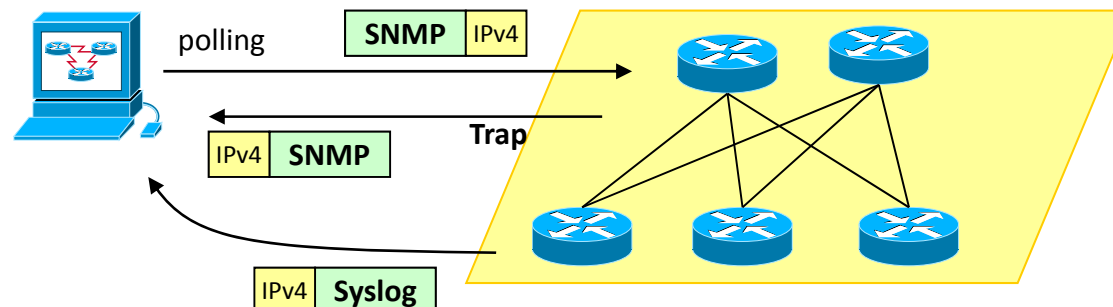 polling
SNMP IPv4
Trap
IPv4 SNMP
IPv4 Syslog